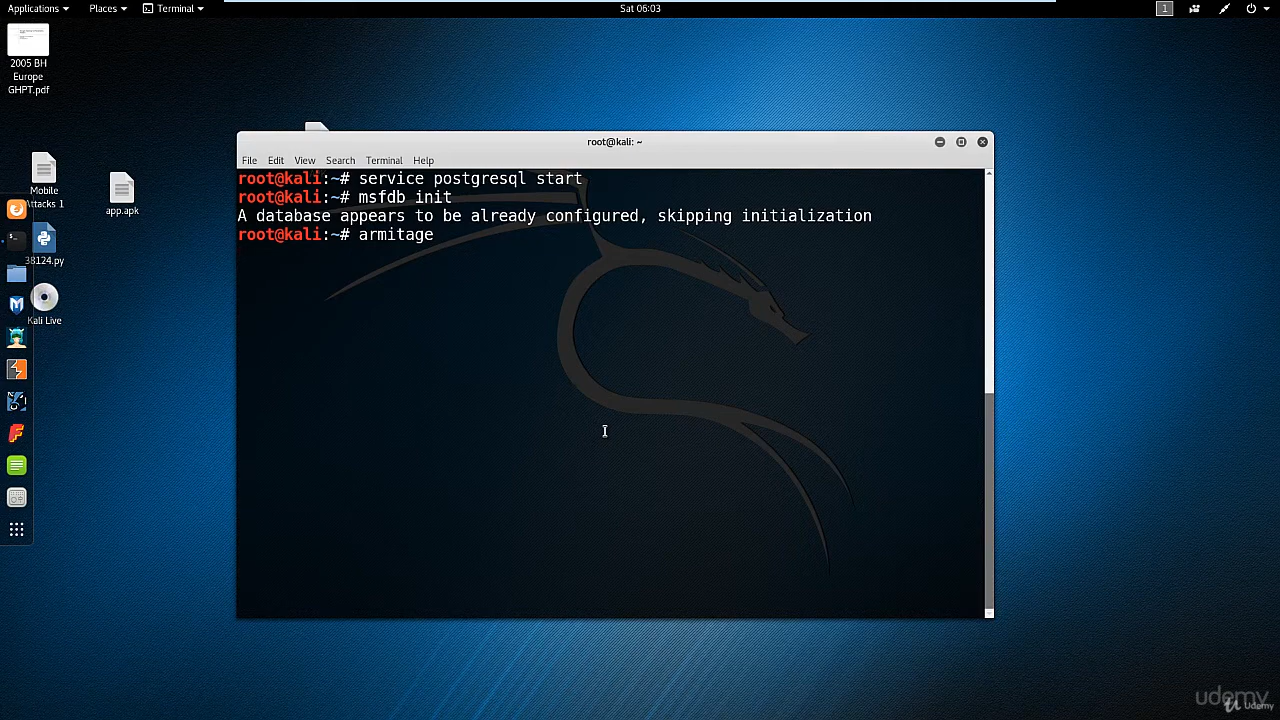 Applications Places Terminal Sat 06:03 1
2005 BH
Europe
GHPT.pdf
Mobile
Attacks 1
app.apk
38124.py
Kali Live
root@kali: ~
File Edit View Search Terminal Help
root@kali:~# service postgresql start
root@kali:~# msfdb init
A database appears to be already configured, skipping initialization
root@kali:~# armitage
udemy
Udemy